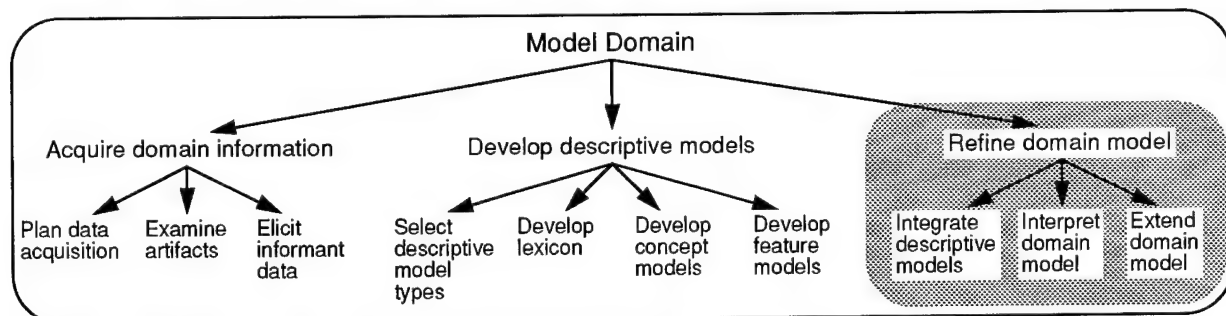 Model Domain
Acquire domain information
Develop descriptive models
Refine domain model
Plan data
acquisition
Examine
artifacts
Elicit
informant
data
Select
descriptive
model
types
Develop
lexicon
Develop
concept
models
Develop
feature
models
Integrate
descriptive
models
Interpret
domain
model
Extend
domain
model